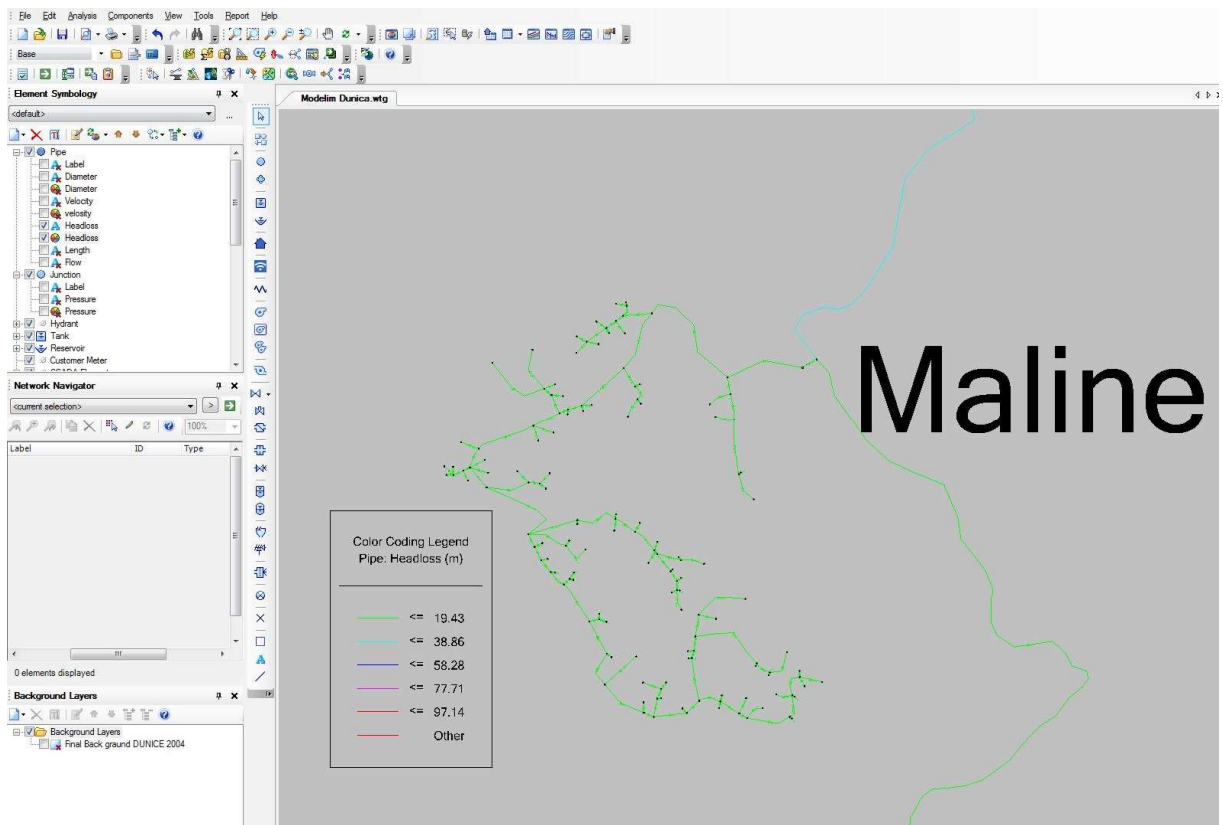 File Edit Analysis Components View Tools Report Help
Base
Element Symbology
<default>
...
Pipe
Label
Diameter
Diameter
Velocity
velosity
Headloss
Headloss
Length
Flow
Junction
Label
Pressure
Pressure
Hydrant
Tank
Reservoir
Customer Meter
Network Navigator
<current selection>
>
100%
Label ID Type
0 elements displayed
Background Layers
Background Layers
Final Back ground DUNICE 2004
Modelim Dunica.wtg
Maline
Color Coding Legend
Pipe: Headloss (m)
<= 19.43
<= 38.86
<= 58.28
<= 77.71
<= 97.14
Other